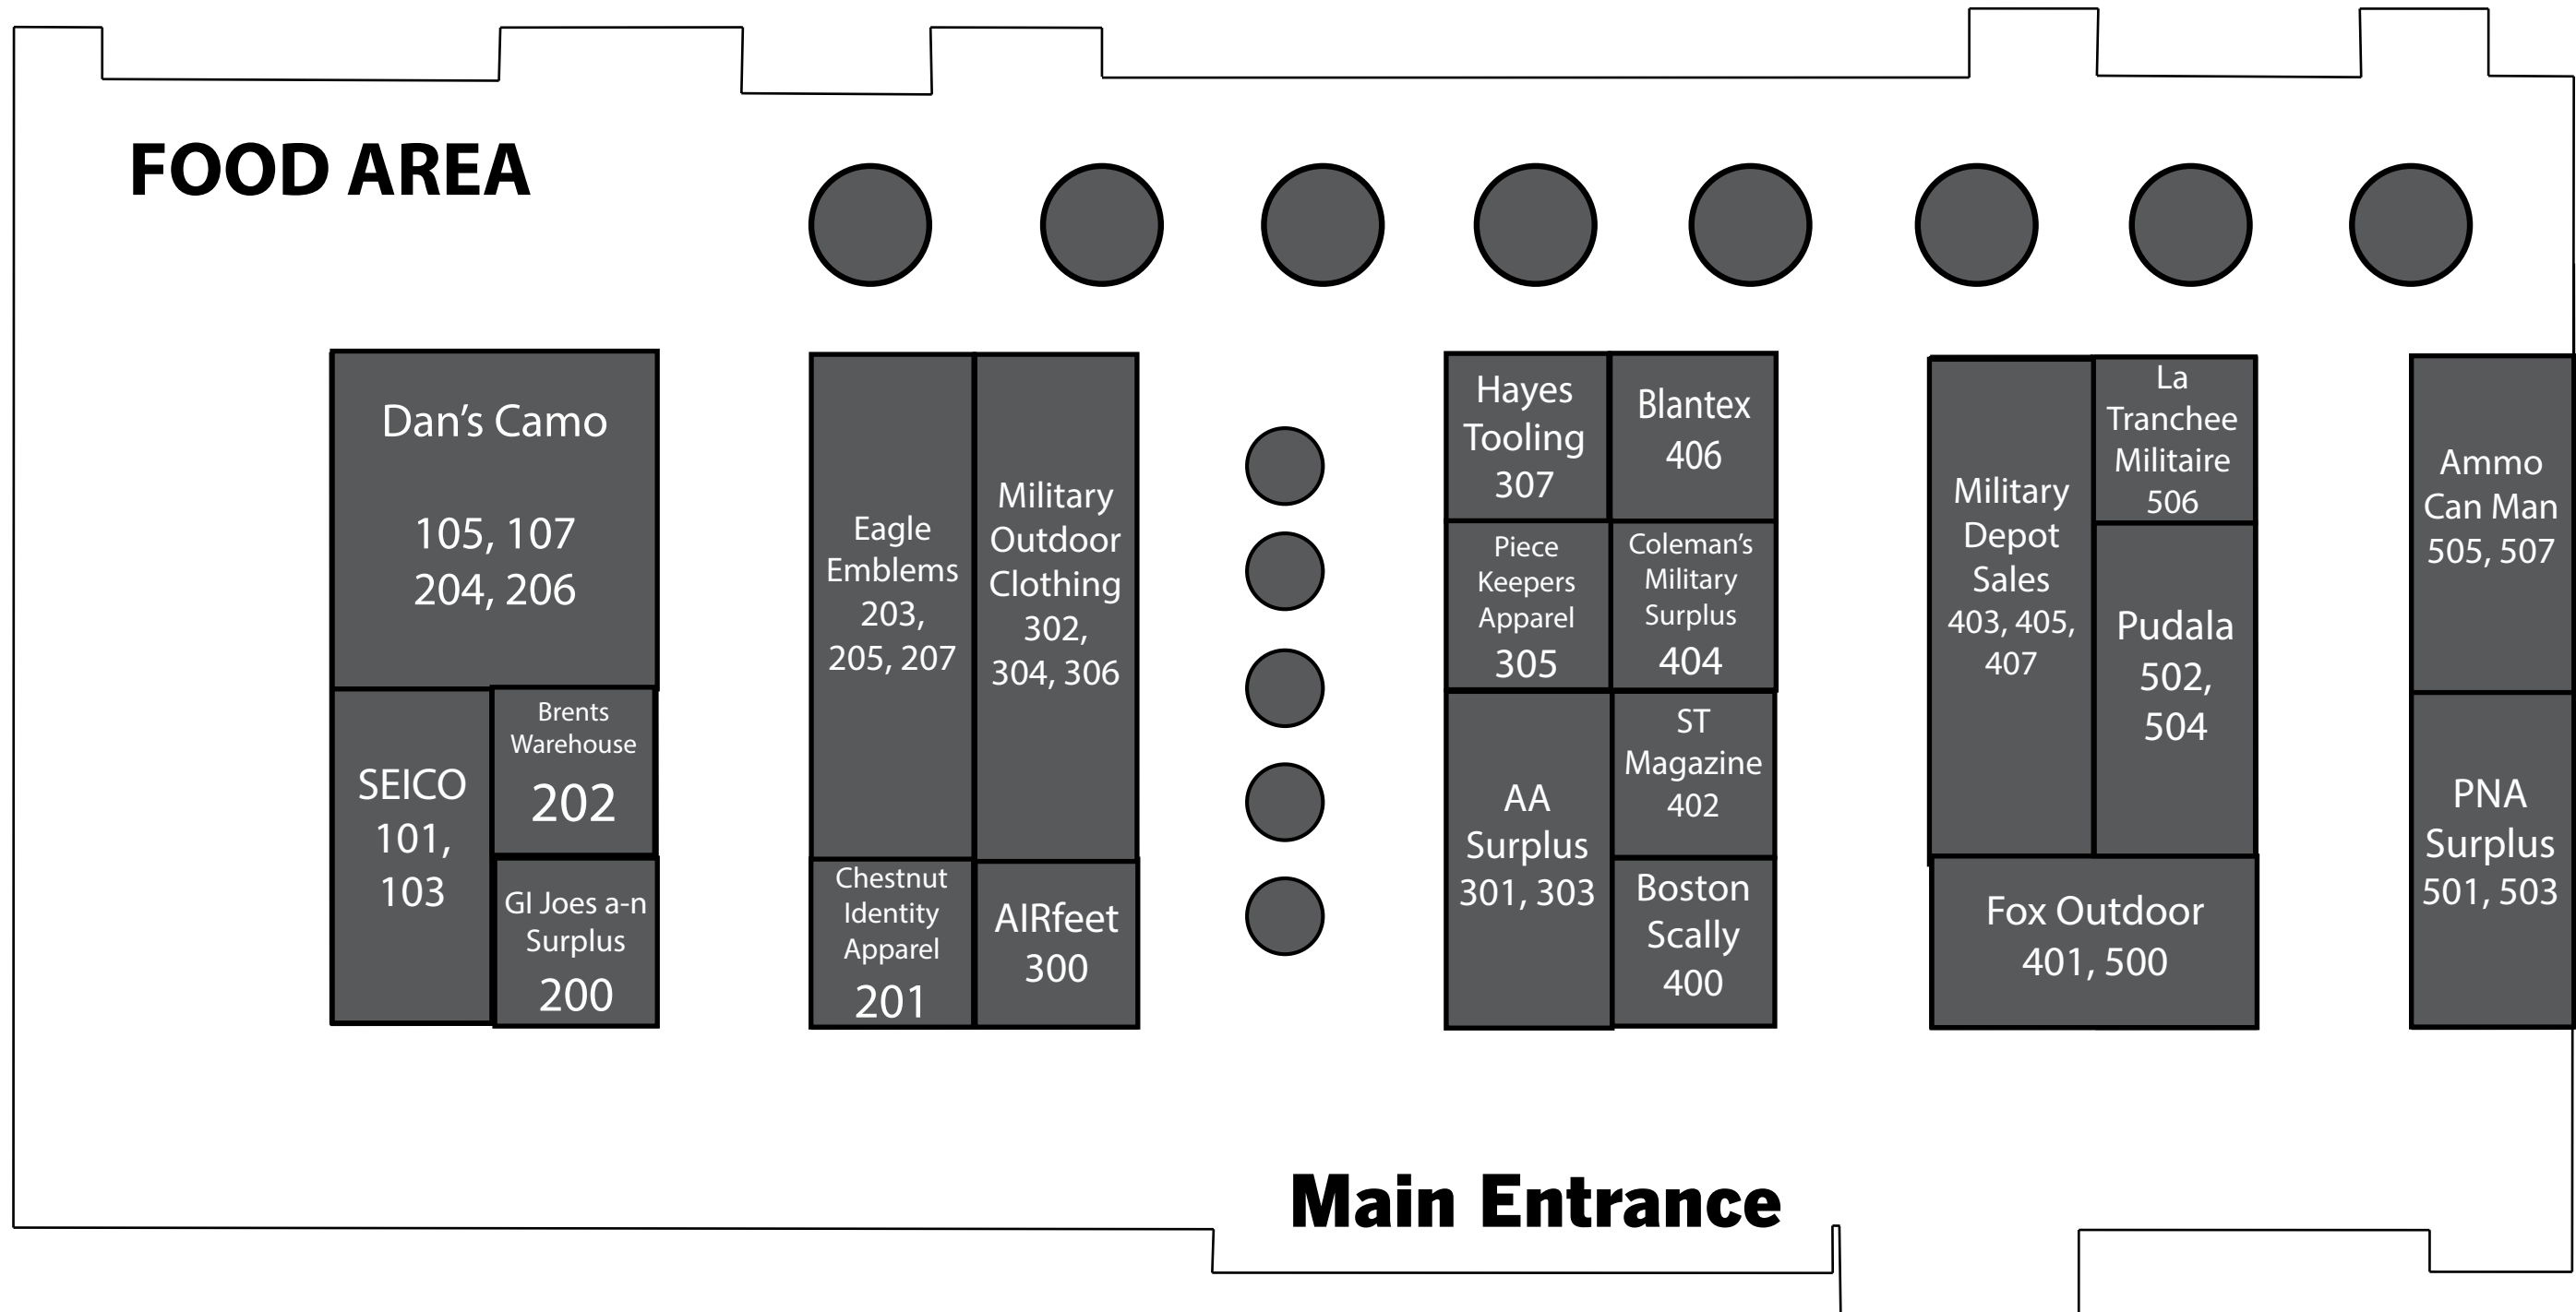 FOOD AREA
Dan's Camo
105, 107
204, 206
SEICO
101,
103
Brents
Warehouse
202
GI Joes a-n
Surplus
200
Eagle
Emblems
203,
205, 207
Military
Outdoor
Clothing
302,
304, 306
Chestnut
Identity
Apparel
201
AIRfeet
300
Hayes
Tooling
307
Blantex
406
Piece
Keepers
Apparel
305
Coleman's
Military
Surplus
404
AA
Surplus
301, 303
ST
Magazine
402
Boston
Scally
400
Military
Depot
Sales
403, 405,
407
La
Tranchee
Militaire
506
Pudala
502,
504
Fox Outdoor
401, 500
Ammo
Can Man
505, 507
PNA
Surplus
501, 503
Main Entrance